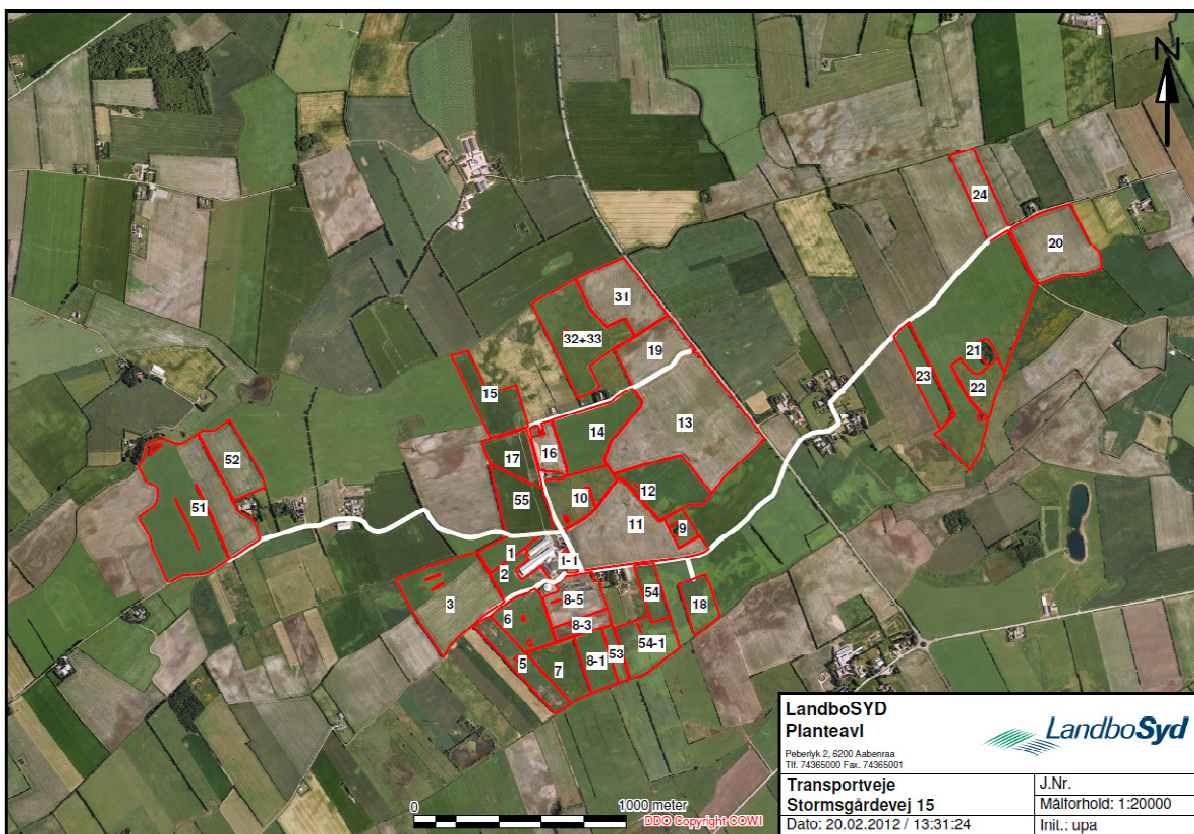 N
24
20
31
32+33
19
21
23
22
15
13
14
16
52
17
51
55
10
12
11
9
1
1-1
2
3
8-5
54
18
6
8-3
54-1
5
7
8-1
53
0
1000 meter
DDO Copyright COWI
LandboSYD
Planteavl
Peberlyk 2, 6200 Aabenraa
Tlf. 74365000 Fax. 74365001
LandboSyd
Transportveje
Stormsgårdevej 15
Dato: 20.02.2012 / 13:31:24
J.Nr.
Målforhold: 1:20000
Init.: upa